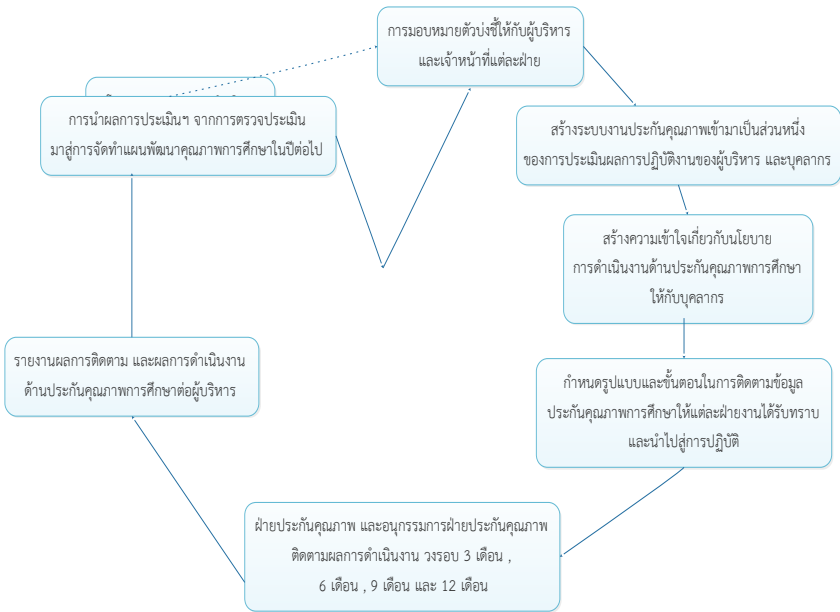 การมอบหมายตัวบ่งชี้ให้กับผู้บริหาร
และเจ้าหน้าที่แต่ละฝ่าย
สร้างระบบงานประกันคุณภาพเข้ามาเป็นส่วนหนึ่ง
ของการประเมินผลการปฏิบัติงานของผู้บริหาร และบุคลากร
สร้างความเข้าใจเกี่ยวกับนโยบาย
การดำเนินงานด้านประกันคุณภาพการศึกษา
ให้กับบุคลากร
กำหนดรูปแบบและขั้นตอนในการติดตามข้อมูล
ประกันคุณภาพการศึกษาให้แต่ละฝ่ายงานได้รับทราบ
และนำไปสู่การปฏิบัติ
ฝ่ายประกันคุณภาพ และอนุกรรมการฝ่ายประกันคุณภาพ
ติดตามผลการดำเนินงาน วงรอบ 3 เดือน ,
6 เดือน , 9 เดือน และ 12 เดือน
รายงานผลการติดตาม และผลการดำเนินงาน
ด้านประกันคุณภาพการศึกษาต่อผู้บริหาร
การนำผลการประเมินฯ จากการตรวจประเมิน
มาสู่การจัดทำแผนพัฒนาคุณภาพการศึกษาในปีต่อไป